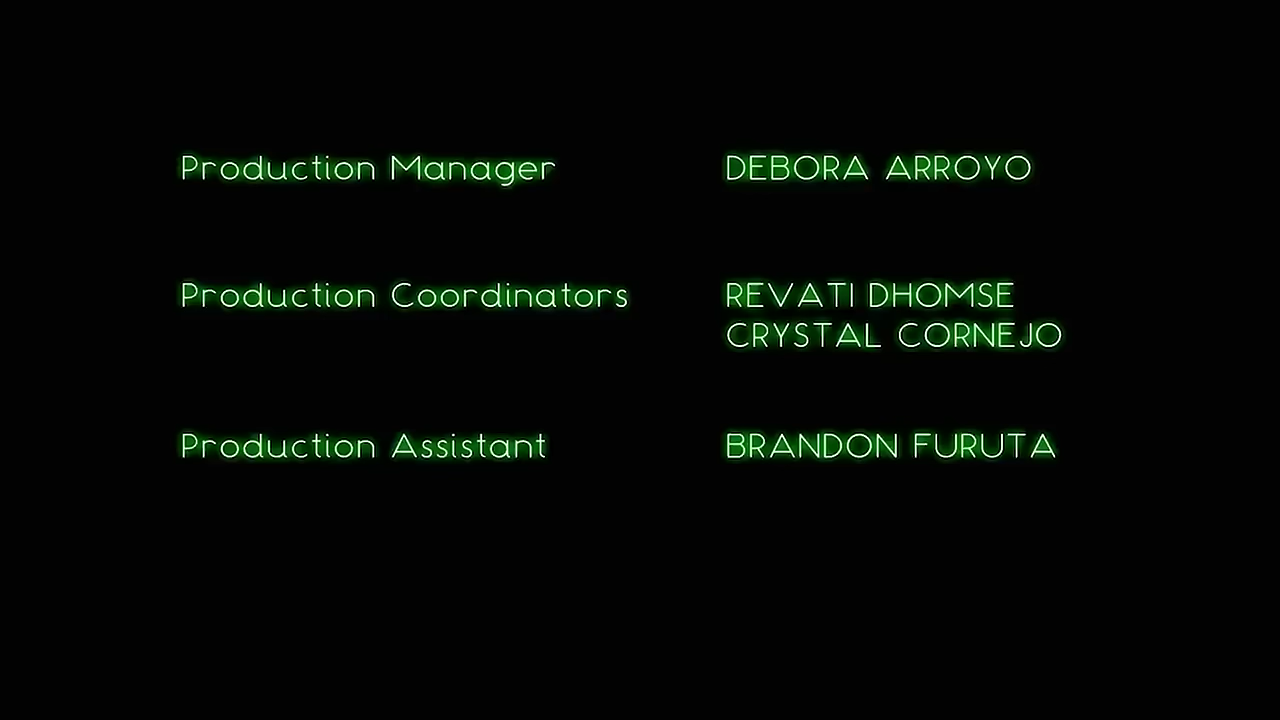 Production Manager DEBORA ARROYO
Production Coordinators REVATI DHOMSE
CRYSTAL CORNEJO
Production Assistant BRANDON FURUTA